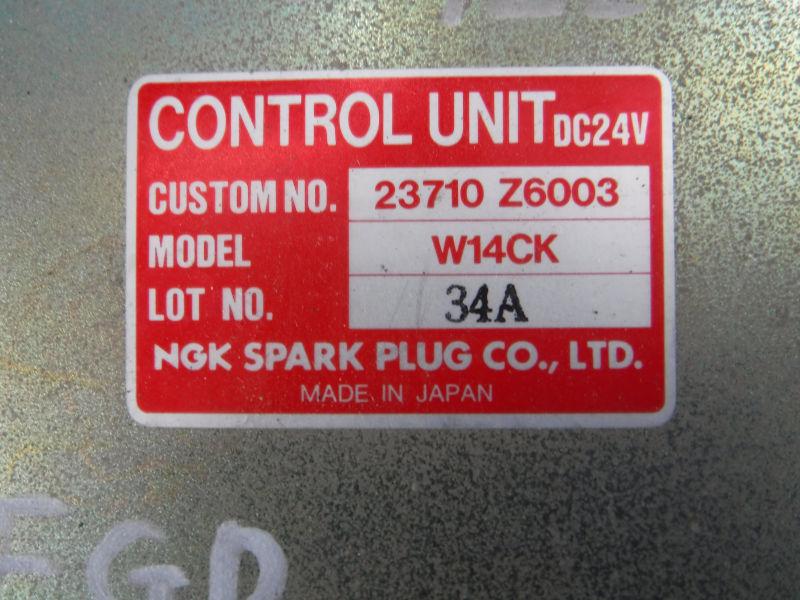 CONTROL UNIT DC24V
CUSTOM NO. 23710 Z6003
MODEL W14CK
LOT NO. 34A
NGK SPARK PLUG CO., LTD.
MADE IN JAPAN
FGD